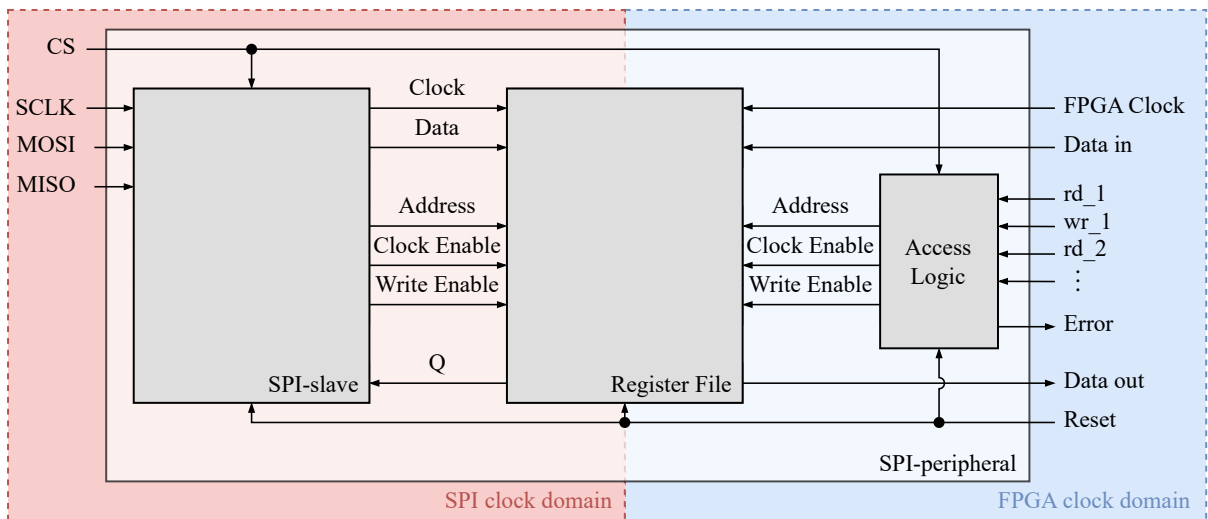 CS
SCLK
MOSI
MISO
Clock
Data
Address
Clock Enable
Write Enable
Q
SPI-slave
Register File
Address
Clock Enable
Write Enable
Access
Logic
FPGA Clock
Data in
rd_1
wr_1
rd_2
⋮
Error
Data out
Reset
SPI-peripheral
SPI clock domain
FPGA clock domain